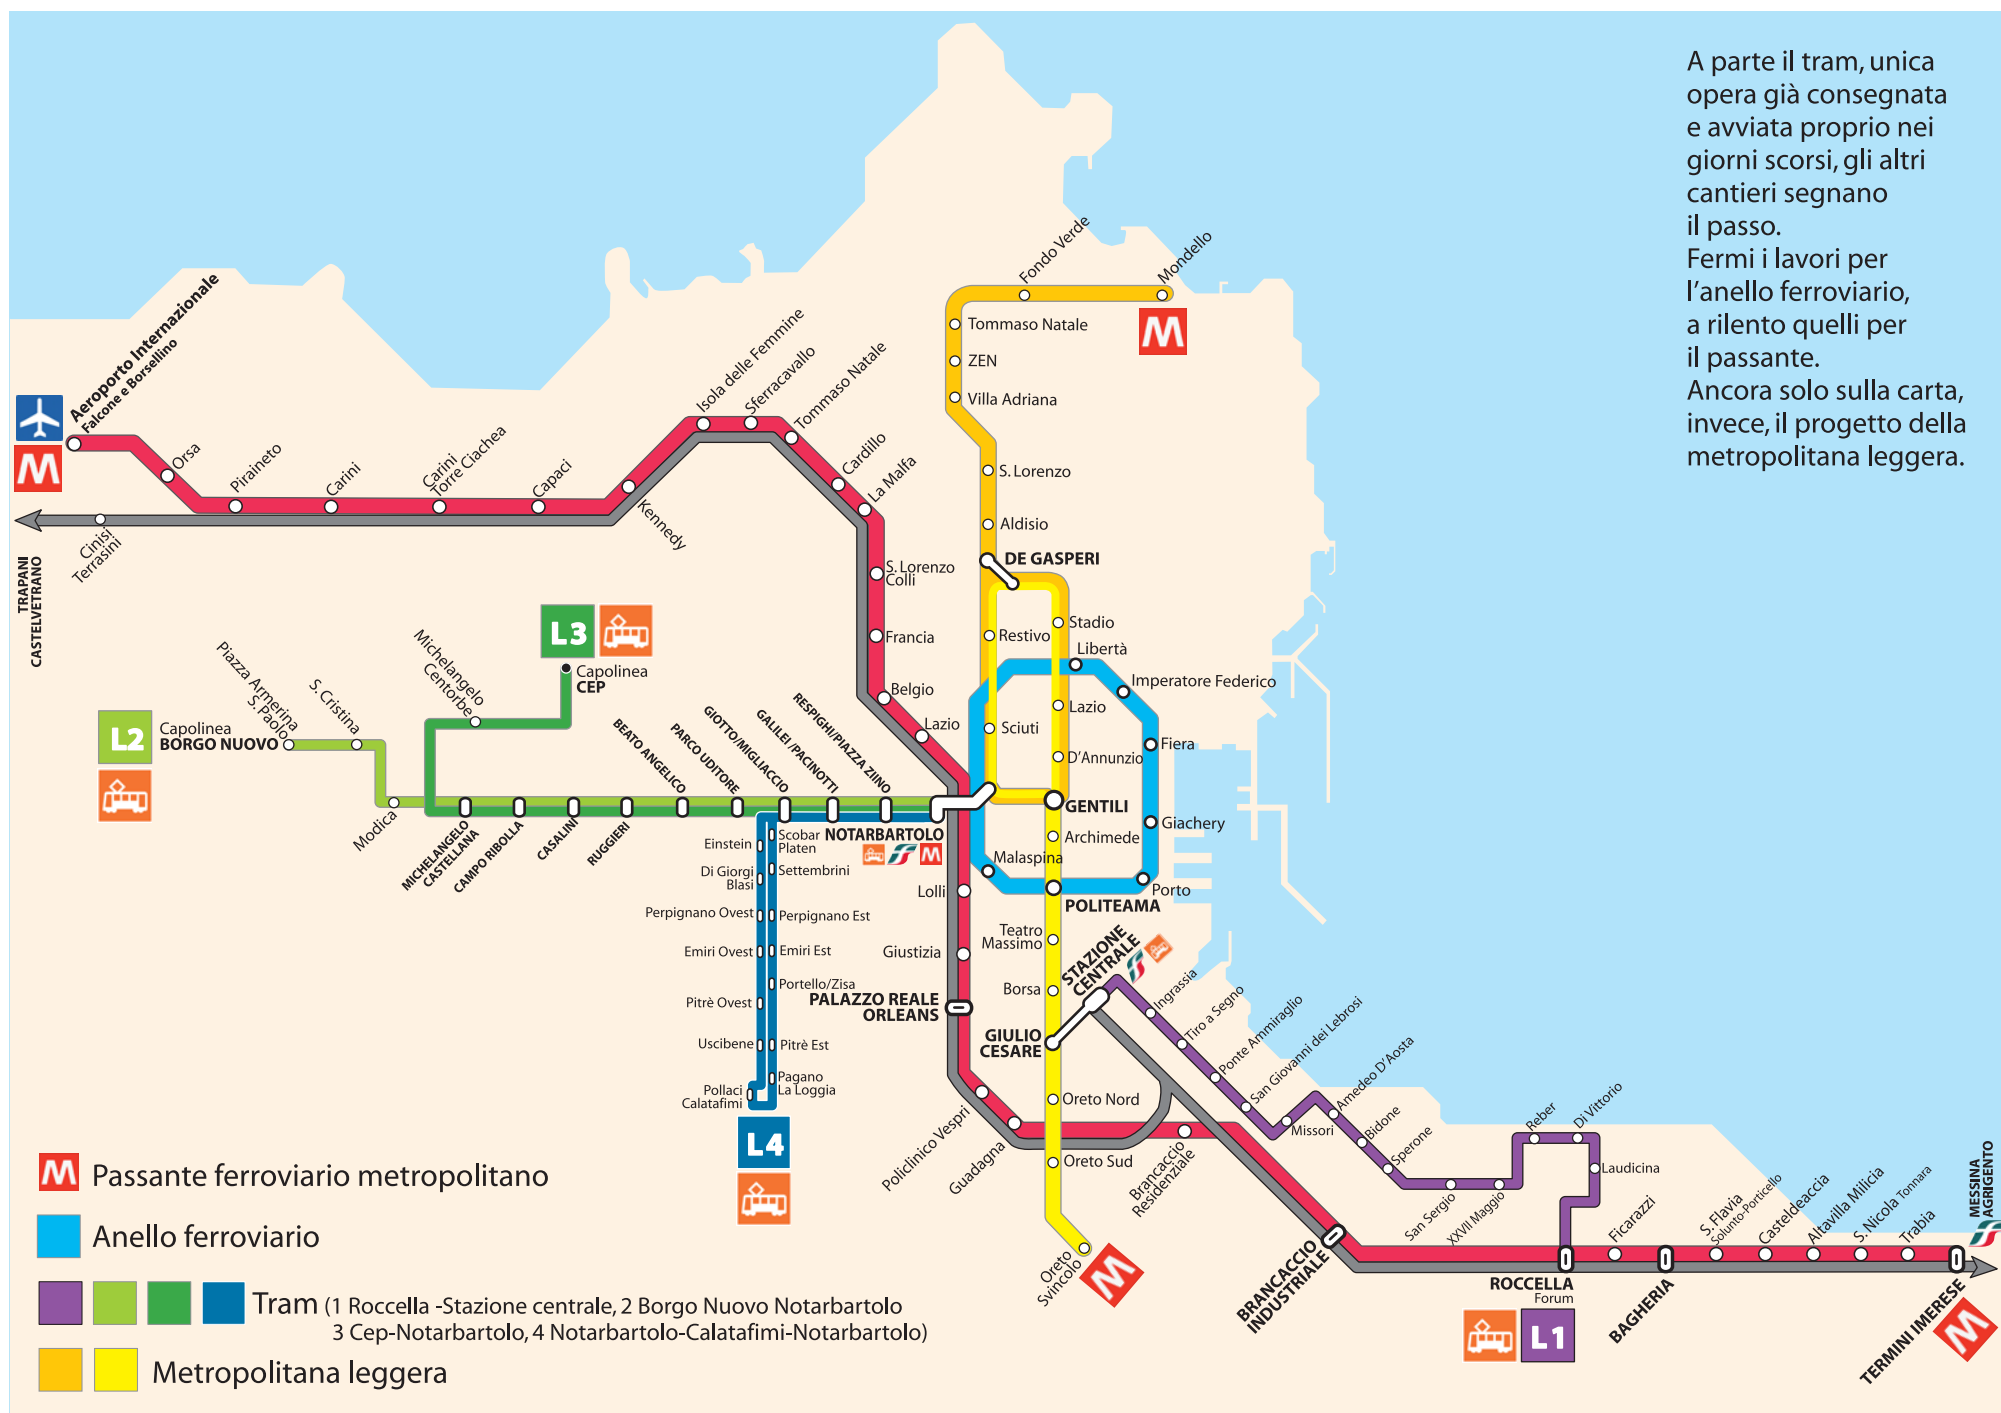 A parte il tram, unica
opera già consegnata
e avviata proprio nei
giorni scorsi, gli altri
cantieri segnano
il passo.
Fermi i lavori per
l'anello ferroviario,
a rilento quelli per
il passante.
Ancora solo sulla carta,
invece, il progetto della
metropolitana leggera.
Fondo Verde
Mondello
M
Tommaso Natale
ZEN
Villa Adriana
S. Lorenzo
Aldisio
DE GASPERI
Aeroporto Internazionale
Falcone e Borsellino
M
Orsa
Piraineto
Carini
Carini
Torre Ciachea
Capaci
Kennedy
Isola delle Femmine
Sferracavallo
Tommaso Natale
Cardillo
La Malfa
S. Lorenzo
Colli
Francia
Belgio
Lazio
Cinisi
Terrasini
TRAPANI
CASTELVETRANO
L3
Capolinea
CEP
Michelangelo
Centorbe
L2
Capolinea
BORGO NUOVO
Piazza Armerina
S. Paolo
S. Cristina
Modica
MICHELANGELO
CASTELLANA
CAMPO RIBOLLA
CASALINI
RUGGIERI
BEATO ANGELICO
PARCO UDITORE
GIOTTO/MIGLIACCIO
GALILEI /PACINOTTI
RESPIGHI/PIAZZA ZIINO
NOTARBARTOLO
M
Restivo
Stadio
Libertà
Imperatore Federico
Sciuti
Lazio
Fiera
D'Annunzio
GENTILI
Archimede
Giachery
Malaspina
Porto
POLITEAMA
Einstein
Scobar
Platen
Di Giorgi
Blasi
Settembrini
Perpignano Ovest
Perpignano Est
Emiri Ovest
Emiri Est
Portello/Zisa
Pitrè Ovest
Uscibene
Pitrè Est
Pagano
La Loggia
Pollaci
Calatafimi
L4
Lolli
Giustizia
PALAZZO REALE
ORLEANS
Teatro
Massimo
Borsa
STAZIONE
CENTRALE
GIULIO
CESARE
Oreto Nord
Oreto Sud
Oreto
Svincolo
M
Policlinico Vespri
Guadagna
Brancaccio
Residenziale
BRANCACCIO
INDUSTRIALE
Ingrassia
Tiro a Segno
Ponte Ammiraglio
San Giovanni dei Lebrosi
Missori
Amedeo D'Aosta
Bidone
Sperone
San Sergio
XXVII Maggio
Reber
Di Vittorio
Laudicina
ROCCELLA
Forum
L1
Ficarazzi
BAGHERIA
S. Flavia
Solunto-Porticello
Casteldeaccia
Altavilla Milicia
S. Nicola Tonnara
Trabia
TERMINI IMERESE
M
MESSINA
AGRIGENTO
M Passante ferroviario metropolitano
Anello ferroviario
Tram (1 Roccella -Stazione centrale, 2 Borgo Nuovo Notarbartolo
3 Cep-Notarbartolo, 4 Notarbartolo-Calatafimi-Notarbartolo)
Metropolitana leggera